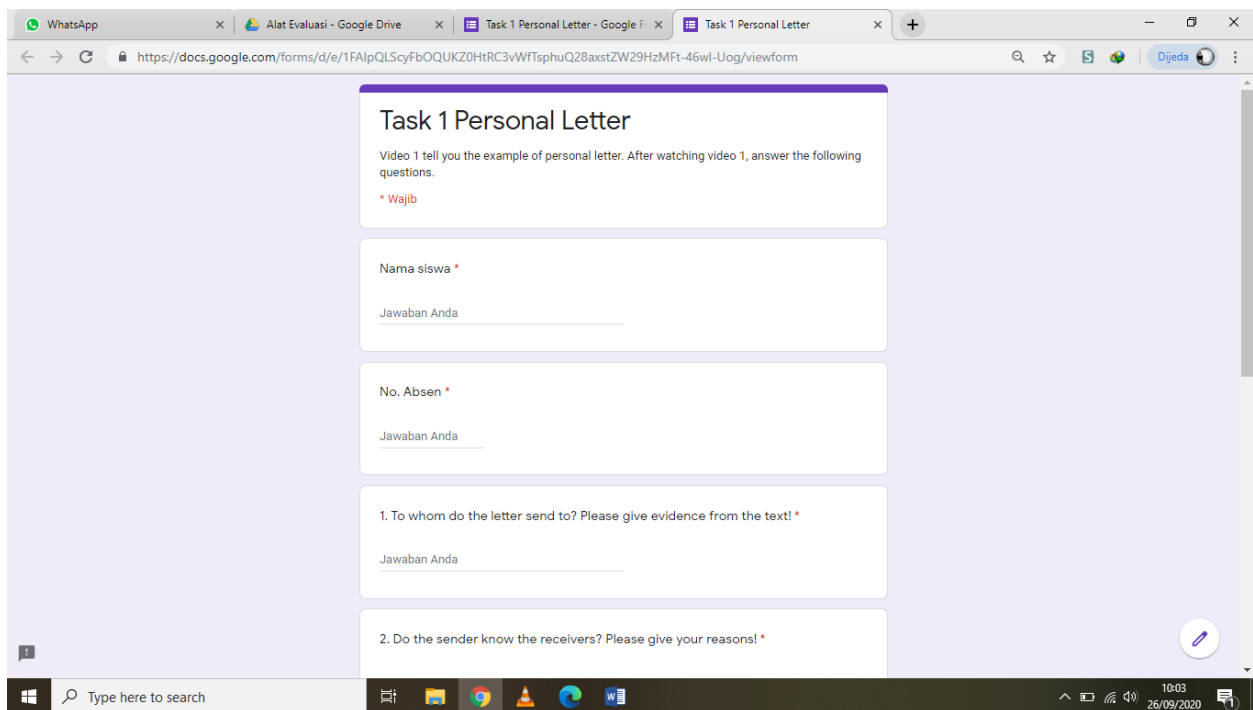 WhatsApp
Alat Evaluasi - Google Drive
Task 1 Personal Letter - Google F
Task 1 Personal Letter
https://docs.google.com/forms/d/e/1FAIpQLScyFbOQUKZ0HtRC3vWfTsphuQ28axstZW29HzMFt-46wl-Uog/viewform
Dijeda
Task 1 Personal Letter
Video 1 tell you the example of personal letter. After watching video 1, answer the following
questions.
* Wajib
Nama siswa *
Jawaban Anda
No. Absen *
Jawaban Anda
1. To whom do the letter send to? Please give evidence from the text! *
Jawaban Anda
2. Do the sender know the receivers? Please give your reasons! *
Type here to search
10:03
26/09/2020